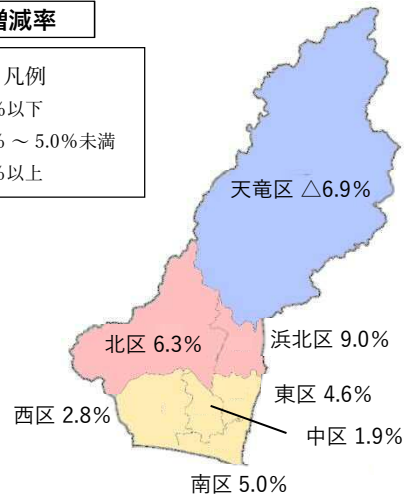 増減率
凡例
%以下
% ～ 5.0%未満
%以上
天竜区 △6.9%
北区 6.3%
浜北区 9.0%
東区 4.6%
西区 2.8%
中区 1.9%
南区 5.0%